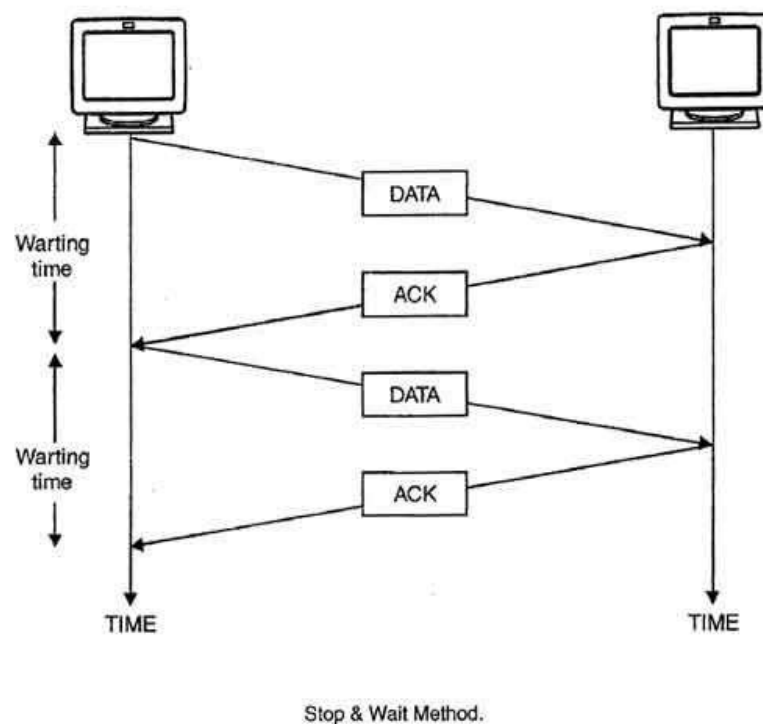 DATA
Warting
time
ACK
DATA
Warting
time
ACK
TIME
TIME
Stop & Wait Method.